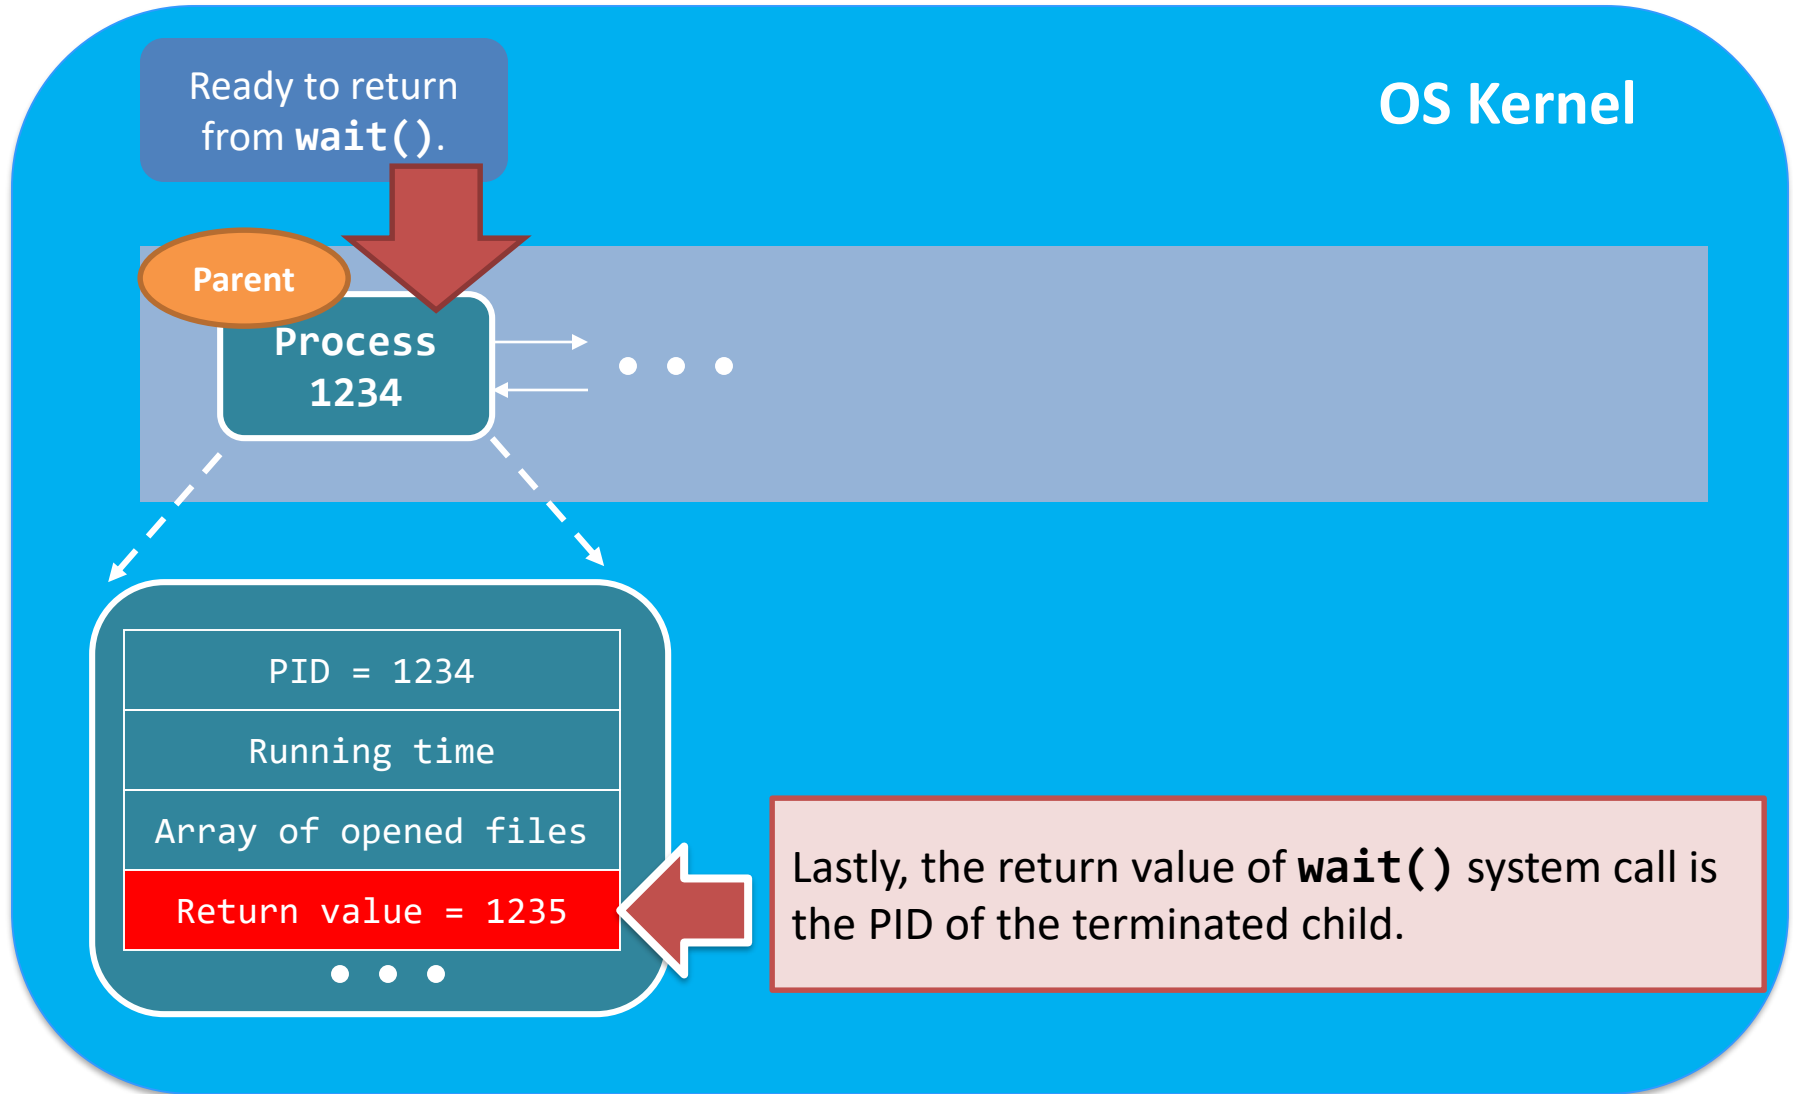 Ready to return
from wait().
OS Kernel
Parent
Process
1234
PID = 1234
Running time
Array of opened files
Return value = 1235
Lastly, the return value of wait() system call is
the PID of the terminated child.